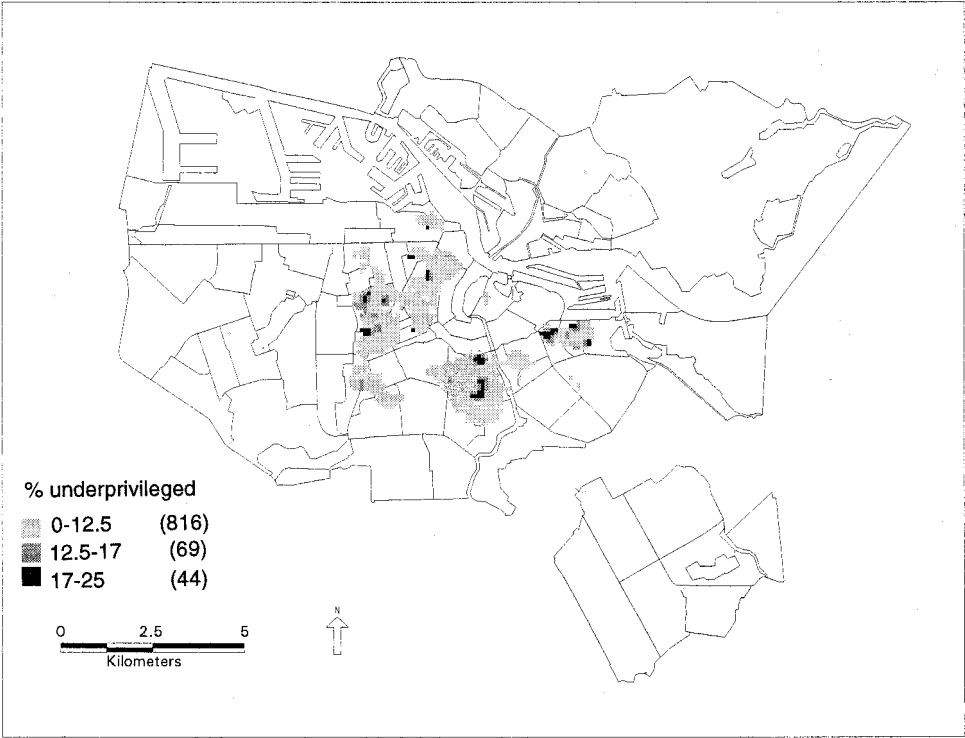 % underprivileged
0-12.5 (816)
12.5-17 (69)
17-25 (44)
0 2.5 5
Kilometers
N